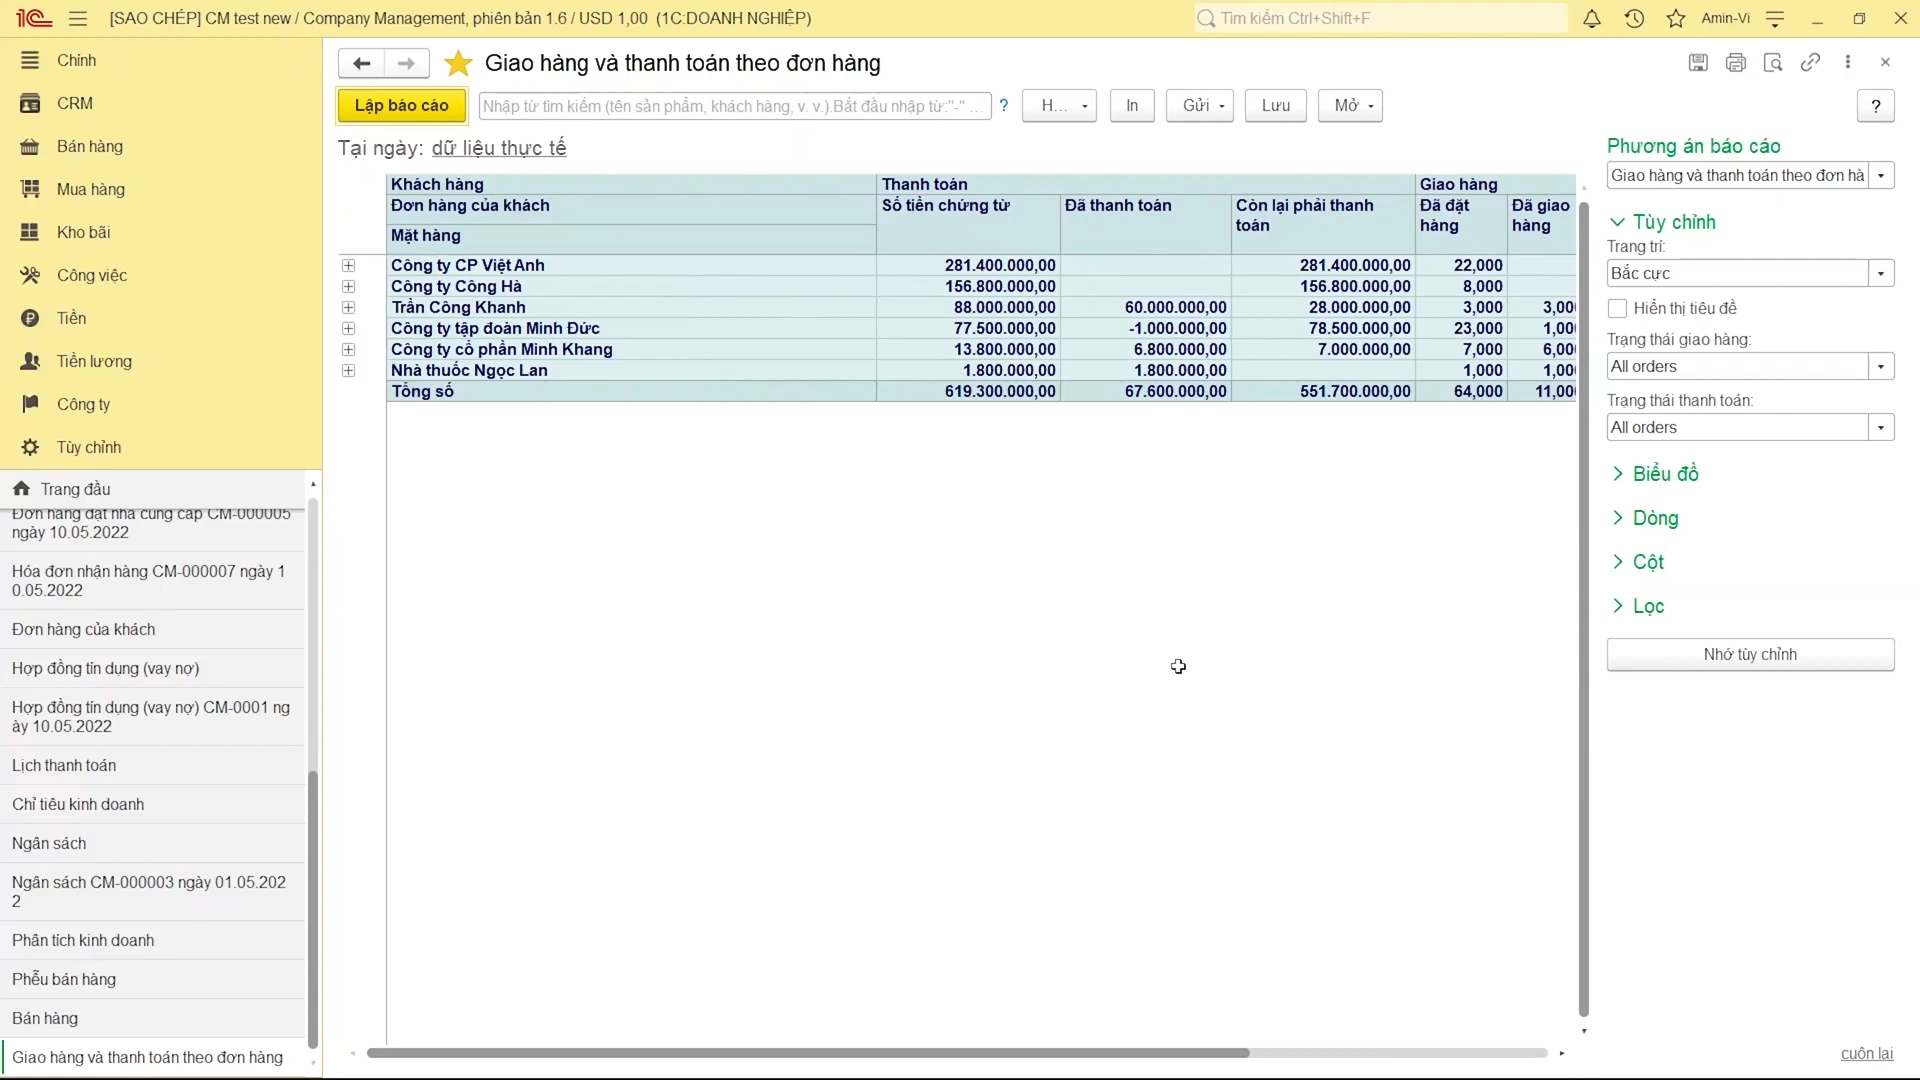 [SAO CHÉP] CM test new / Company Management, phiên bản 1.6 / USD 1,00 (1C:DOANH NGHIỆP)
Tìm kiếm Ctrl+Shift+F
Amin-Vi
Chính
CRM
Bán hàng
Mua hàng
Kho bãi
Công việc
Tiền
Tiền lương
Công ty
Tùy chỉnh
Trang đầu
Đơn hàng đặt nhà cung cấp CM-000005
ngày 10.05.2022
Hóa đơn nhận hàng CM-000007 ngày 1
0.05.2022
Đơn hàng của khách
Hợp đồng tín dụng (vay nợ)
Hợp đồng tín dụng (vay nợ) CM-0001 ng
ày 10.05.2022
Lịch thanh toán
Chỉ tiêu kinh doanh
Ngân sách
Ngân sách CM-000003 ngày 01.05.202
2
Phân tích kinh doanh
Phễu bán hàng
Bán hàng
Giao hàng và thanh toán theo đơn hàng
Giao hàng và thanh toán theo đơn hàng
Lập báo cáo
Nhập từ tìm kiếm (tên sản phẩm, khách hàng, v. v.).Bắt đầu nhập từ:"-" ...
?
H...
In
Gửi
Lưu
Mở
?
Tại ngày: dữ liệu thực tế
Khách hàng Thanh toán Giao hàng
Đơn hàng của khách Số tiền chứng từ Đã thanh toán Còn lại phải thanh toán Đã đặt hàng Đã giao hàng
Mặt hàng
Công ty CP Việt Anh 281.400.000,00 281.400.000,00 22,000
Công ty Công Hà 156.800.000,00 156.800.000,00 8,000
Trần Công Khanh 88.000.000,00 60.000.000,00 28.000.000,00 3,000 3,00
Công ty tập đoàn Minh Đức 77.500.000,00 -1.000.000,00 78.500.000,00 23,000 1,00
Công ty cổ phần Minh Khang 13.800.000,00 6.800.000,00 7.000.000,00 7,000 6,00
Nhà thuốc Ngọc Lan 1.800.000,00 1.800.000,00 1,000 1,00
Tổng số 619.300.000,00 67.600.000,00 551.700.000,00 64,000 11,00
Phương án báo cáo
Giao hàng và thanh toán theo đơn hà
Tùy chỉnh
Trang trí:
Bắc cực
Hiển thị tiêu đề
Trạng thái giao hàng:
All orders
Trạng thái thanh toán:
All orders
Biểu đồ
Dòng
Cột
Lọc
Nhớ tùy chỉnh
cuộn lại